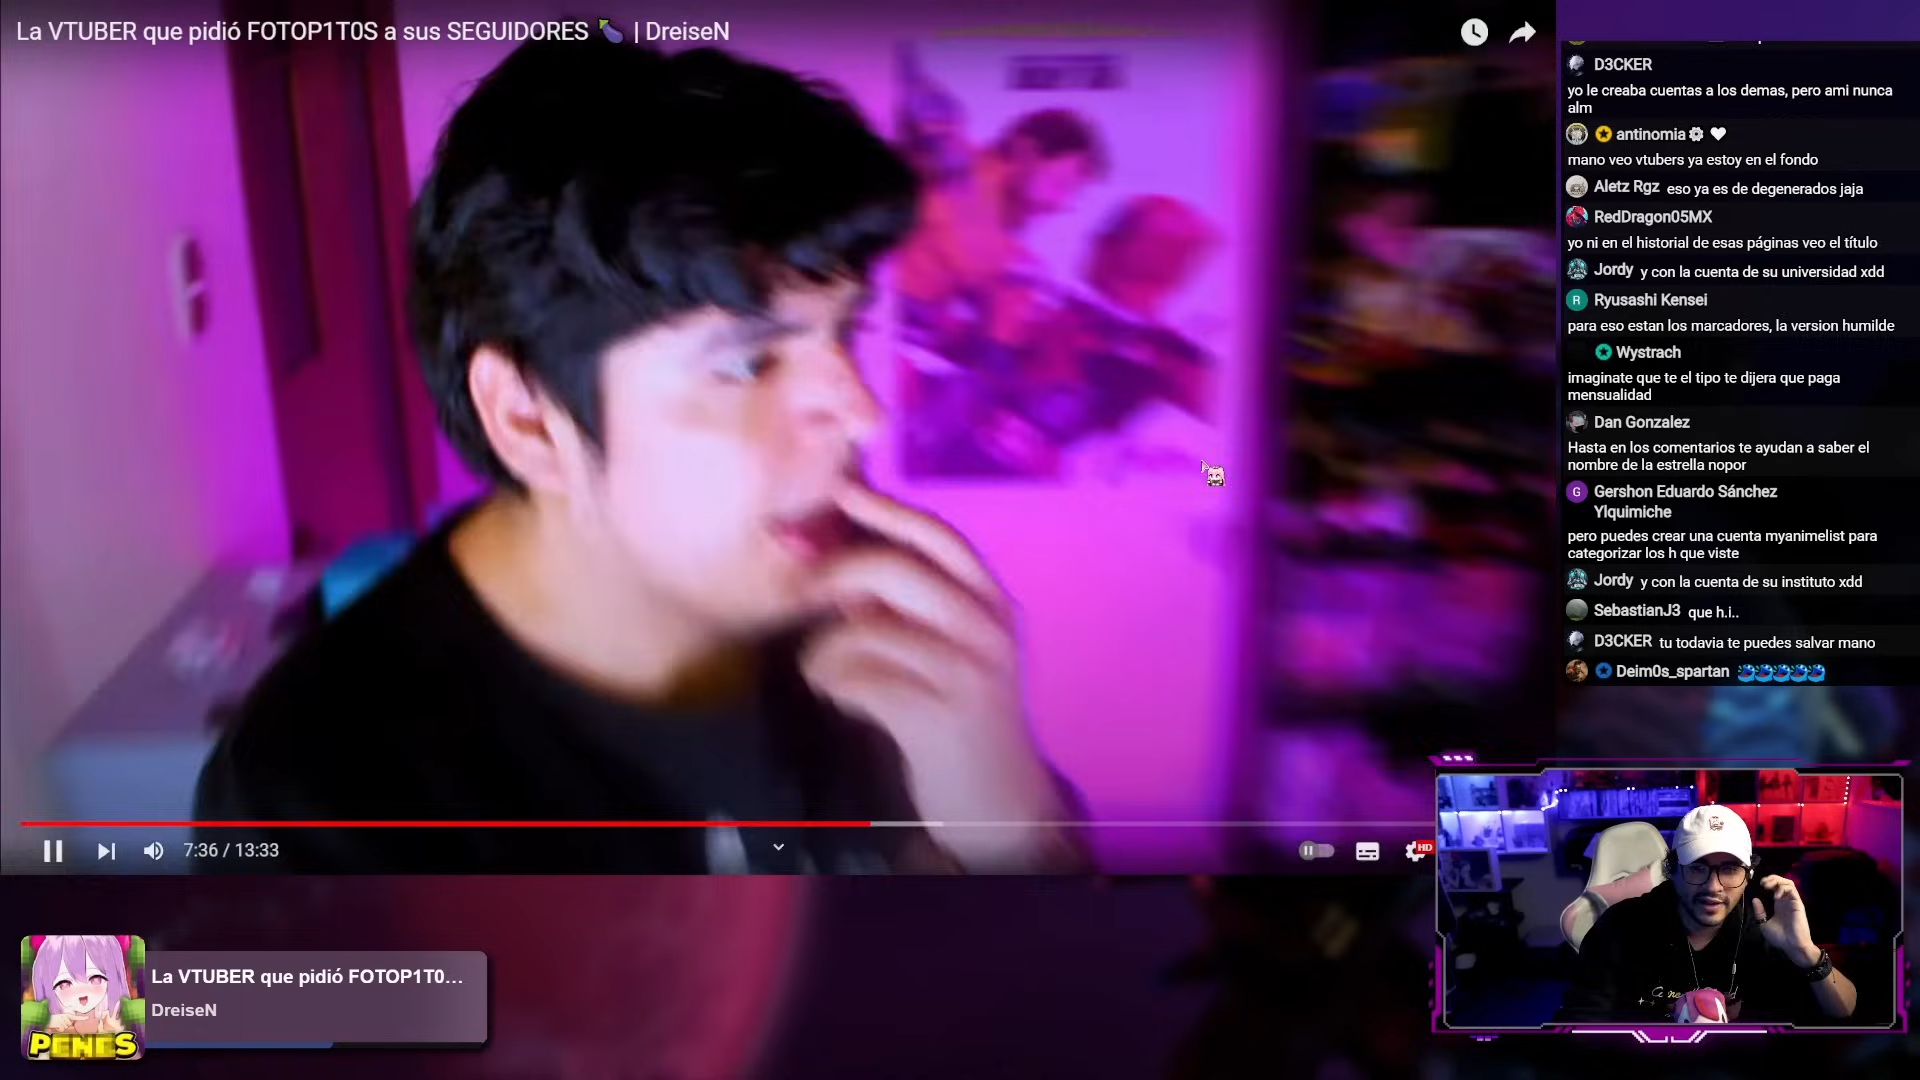 La VTUBER que pidió FOTOP1T0S a sus SEGUIDORES 🍆 | DreiseN
D3CKER
yo le creaba cuentas a los demas, pero ami nunca
alm
antinomia
mano veo vtubers ya estoy en el fondo
Aletz Rgz eso ya es de degenerados jaja
RedDragon05MX
yo ni en el historial de esas páginas veo el título
Jordy y con la cuenta de su universidad xdd
R Ryusashi Kensei
para eso estan los marcadores, la version humilde
Wystrach
imaginate que te el tipo te dijera que paga
mensualidad
Dan Gonzalez
Hasta en los comentarios te ayudan a saber el
nombre de la estrella nopor
G Gershon Eduardo Sánchez
Ylquimiche
pero puedes crear una cuenta myanimelist para
categorizar los h que viste
Jordy y con la cuenta de su instituto xdd
SebastianJ3 que h.i..
D3CKER tu todavia te puedes salvar mano
Deim0s_spartan
7:36 / 13:33
HD
La VTUBER que pidió FOTOP1T0...
DreiseN
PENES